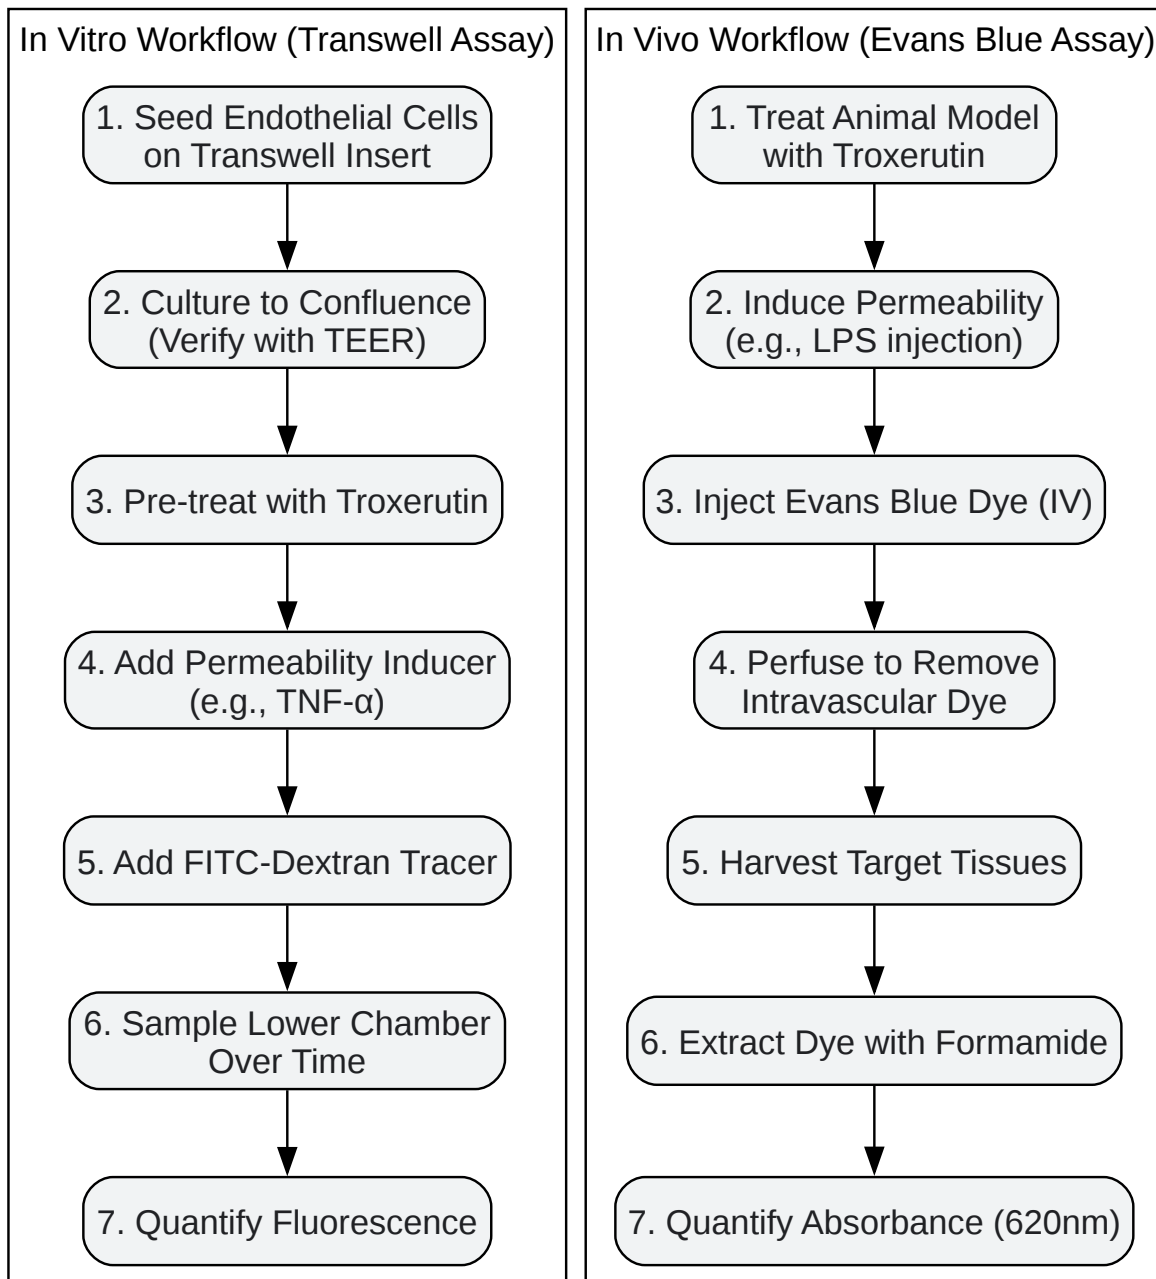 In Vitro Workflow (Transwell Assay)
1. Seed Endothelial Cells
on Transwell Insert
2. Culture to Confluence
(Verify with TEER)
3. Pre-treat with Troxerutin
4. Add Permeability Inducer
(e.g., TNF-α)
5. Add FITC-Dextran Tracer
6. Sample Lower Chamber
Over Time
7. Quantify Fluorescence
In Vivo Workflow (Evans Blue Assay)
1. Treat Animal Model
with Troxerutin
2. Induce Permeability
(e.g., LPS injection)
3. Inject Evans Blue Dye (IV)
4. Perfuse to Remove
Intravascular Dye
5. Harvest Target Tissues
6. Extract Dye with Formamide
7. Quantify Absorbance (620nm)